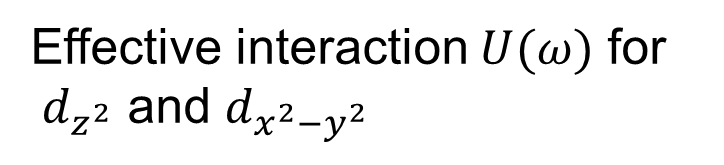 Effective interaction U(ω) for
d_{z^2} and d_{x^2-y^2}